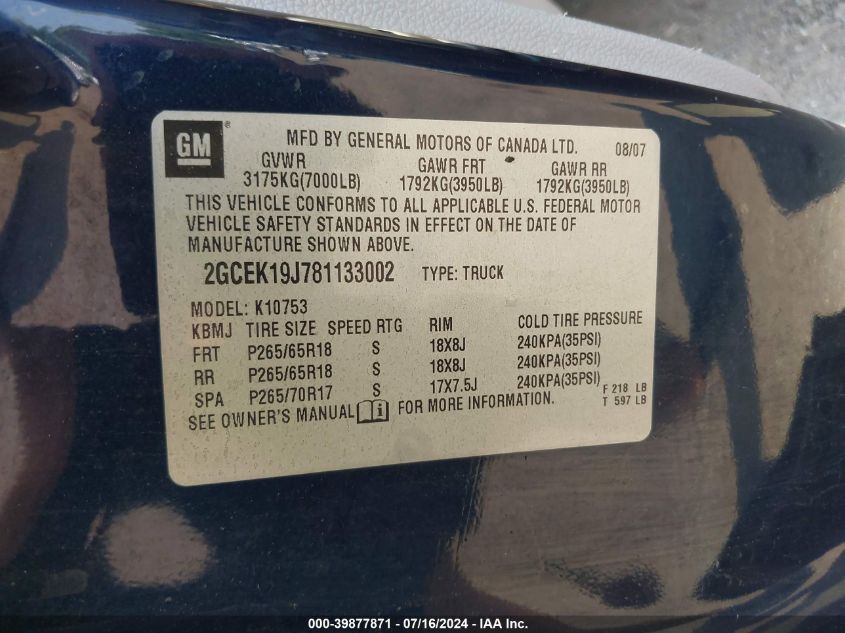 GM ® MFD BY GENERAL MOTORS OF CANADA LTD. 08/07
GVWR GAWR FRT GAWR RR
3175KG(7000LB) 1792KG(3950LB) 1792KG(3950LB)
THIS VEHICLE CONFORMS TO ALL APPLICABLE U.S. FEDERAL MOTOR
VEHICLE SAFETY STANDARDS IN EFFECT ON THE DATE OF
MANUFACTURE SHOWN ABOVE.
2GCEK19J781133002 TYPE: TRUCK
MODEL: K10753
KBMJ TIRE SIZE SPEED RTG RIM COLD TIRE PRESSURE
FRT P265/65R18 S 18X8J 240KPA(35PSI)
RR P265/65R18 S 18X8J 240KPA(35PSI)
SPA P265/70R17 S 17X7.5J 240KPA(35PSI) F 218 LB
SEE OWNER'S MANUAL i FOR MORE INFORMATION. T 597 LB
000-39877871 - 07/16/2024 - IAA Inc.